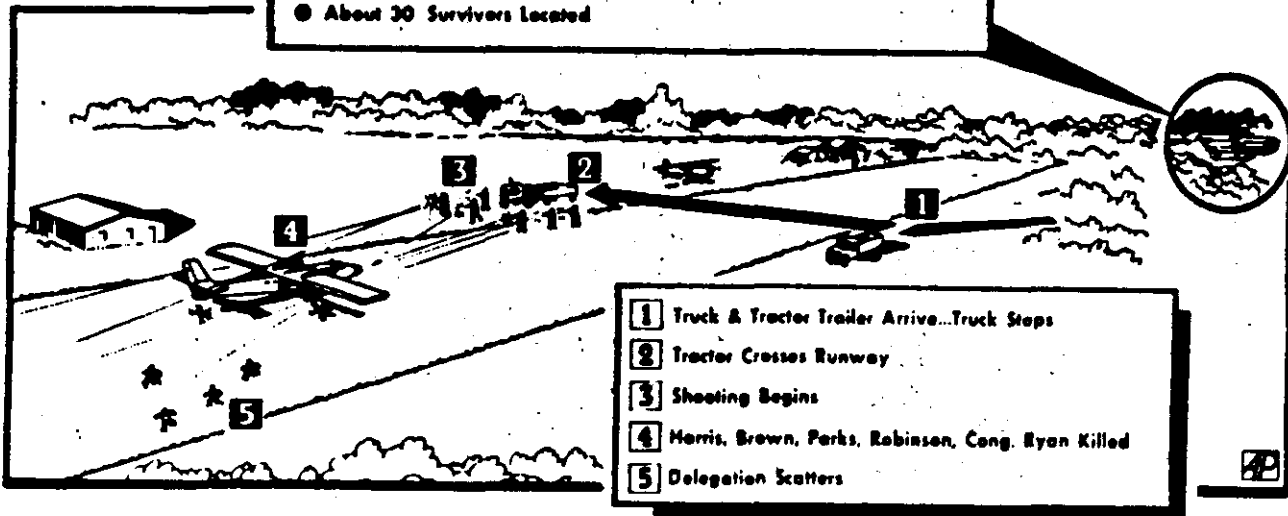 ● About 30 Survivors Located
3
2
1
4
5
1 Truck & Tractor Trailer Arrive...Truck Stops
2 Tractor Crosses Runway
3 Shooting Begins
4 Harris, Brown, Parks, Robinson, Cong. Ryan Killed
5 Delegation Scatters
AP